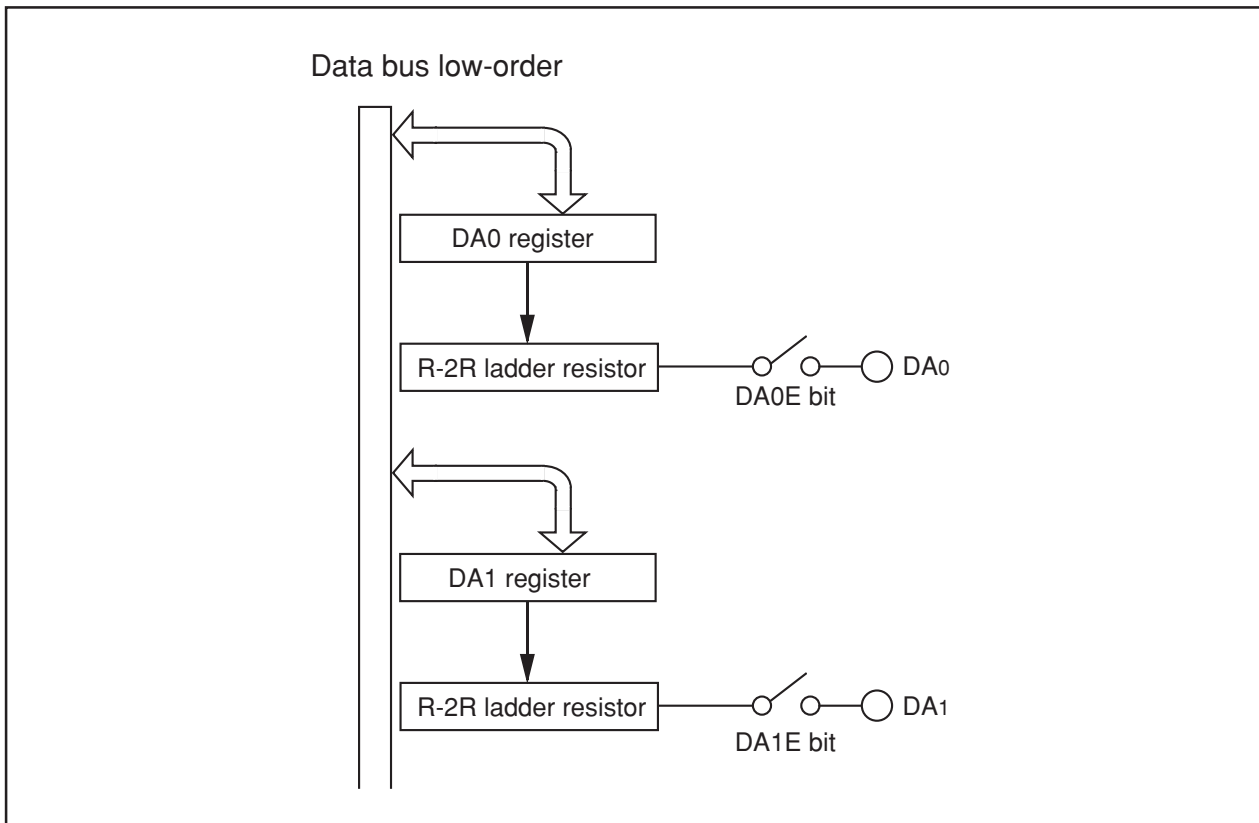 Data bus low-order
DA0 register
R-2R ladder resistor
DA0
DA0E bit
DA1 register
R-2R ladder resistor
DA1
DA1E bit